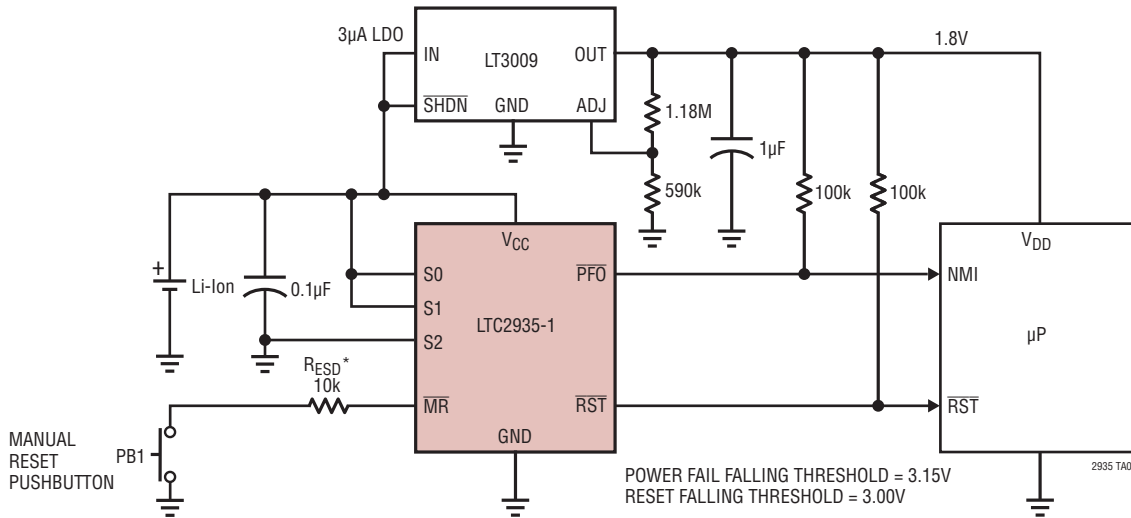 3µA LDO
IN
LT3009
OUT
SHDN
GND
ADJ
1.8V
1.18M
590k
1µF
100k
100k
VCC
VDD
Li-Ion
0.1µF
S0
S1
S2
LTC2935-1
PFO
NMI
µP
RESD*
10k
MR
RST
RST
GND
MANUAL
RESET
PUSHBUTTON
PB1
POWER FAIL FALLING THRESHOLD = 3.15V
RESET FALLING THRESHOLD = 3.00V